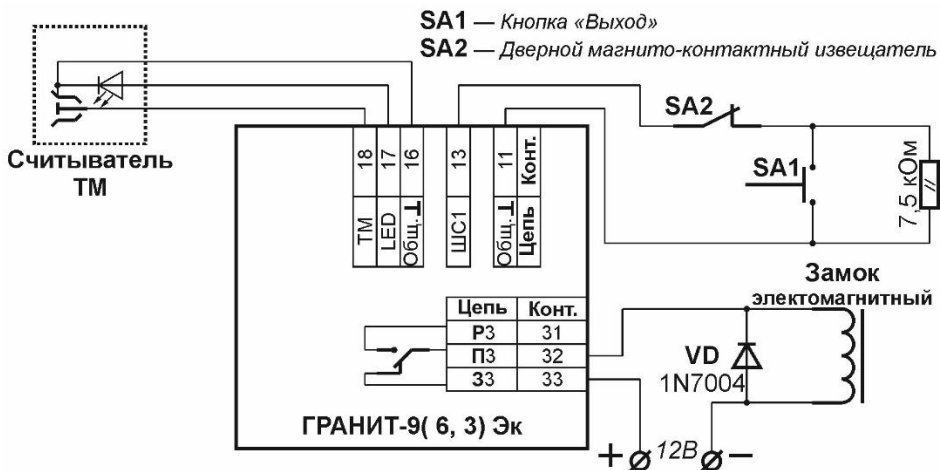 SA1 — Кнопка «Выход»
SA2 — Дверной магнито-контактный извещатель
Считыватель
ТМ
18 17 16 13 11 Конт.
ТМ LED Общ. ШС1 Общ. Цепь
SA2
SA1
7,5 кОм
Замок
электомагнитный
Цепь Конт.
Р3 31
П3 32
З3 33
VD
1N7004
ГРАНИТ-9( 6, 3) Эк
+ 12В −